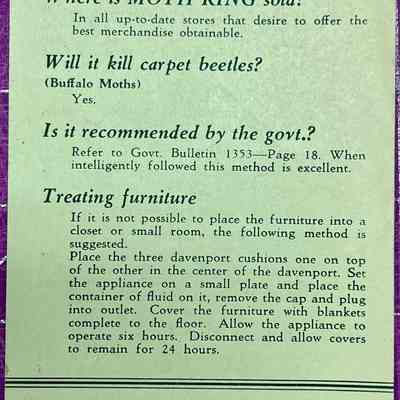 Where is MOTH KING sold?
In all up-to-date stores that desire to offer the
best merchandise obtainable.
Will it kill carpet beetles?
(Buffalo Moths)
Yes.
Is it recommended by the govt.?
Refer to Govt. Bulletin 1353—Page 18. When
intelligently followed this method is excellent.
Treating furniture
If it is not possible to place the furniture into a
closet or small room, the following method is
suggested.
Place the three davenport cushions one on top
of the other in the center of the davenport. Set
the appliance on a small plate and place the
container of fluid on it, remove the cap and plug
into outlet. Cover the furniture with blankets
complete to the floor. Allow the appliance to
operate six hours. Disconnect and allow covers
to remain for 24 hours.